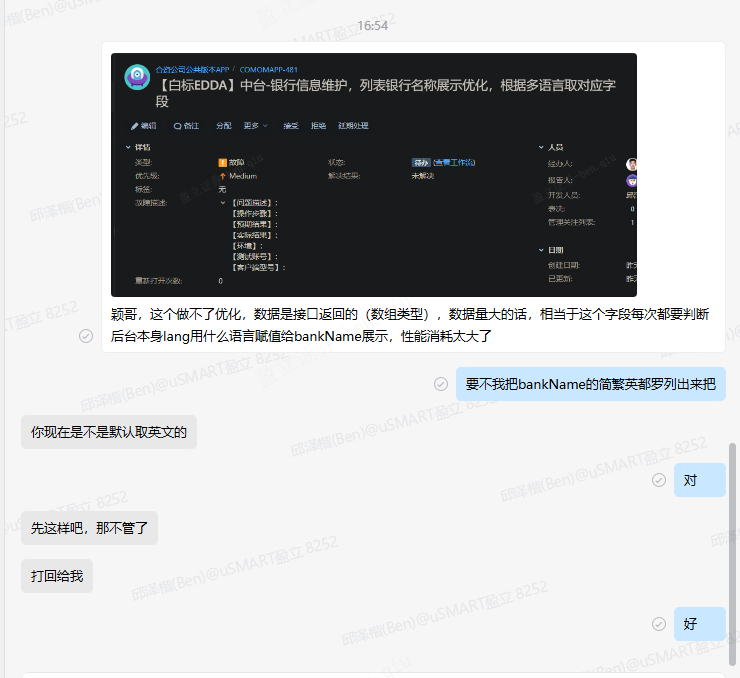 16:54
合资公司公共版本APP / COMOMAPP-481
【白标EDDA】中台-银行信息维护，列表银行名称展示优化，根据多语言取对应字
段
编辑 备注 分配 更多 接受 拒绝 延期处理
详情
人员
类型: 故障
状态: 待办 (查看工作流)
经办人:
优先级: Medium
解决结果: 未解决
报告人:
标签: 无
开发人员:
故障描述: 【问题描述】:
表决: 0
【操作步骤】:
管理关注列表: 1
【预期结果】:
【实际结果】:
【环境】:
日期
【测试账号】:
创建日期: 昨
【客户端型号】:
已更新: 昨
重新打开次数: 0
颖哥，这个做不了优化，数据是接口返回的（数组类型），数据量大的话，相当于这个字段每次都要判断
后台本身lang用什么语言赋值给bankName展示，性能消耗太大了
要不我把bankName的简繁英都罗列出来把
你现在是不是默认取英文的
对
先这样吧，那不管了
打回给我
好
邱泽楷(Ben)@uSMART盈立 8252